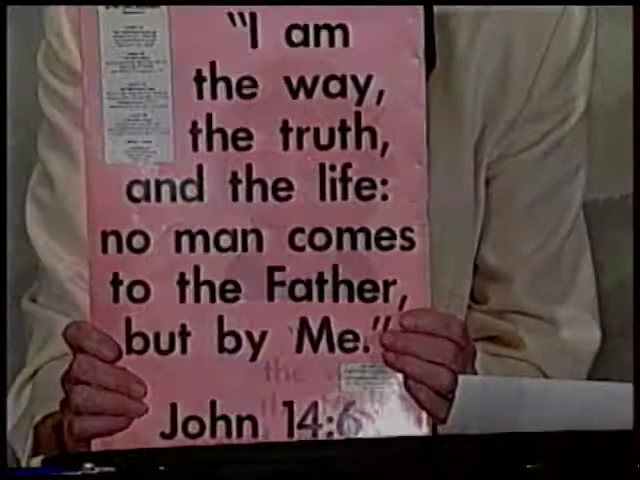 "I am
the way,
the truth,
and the life:
no man comes
to the Father,
but by Me."
the
John 14:6